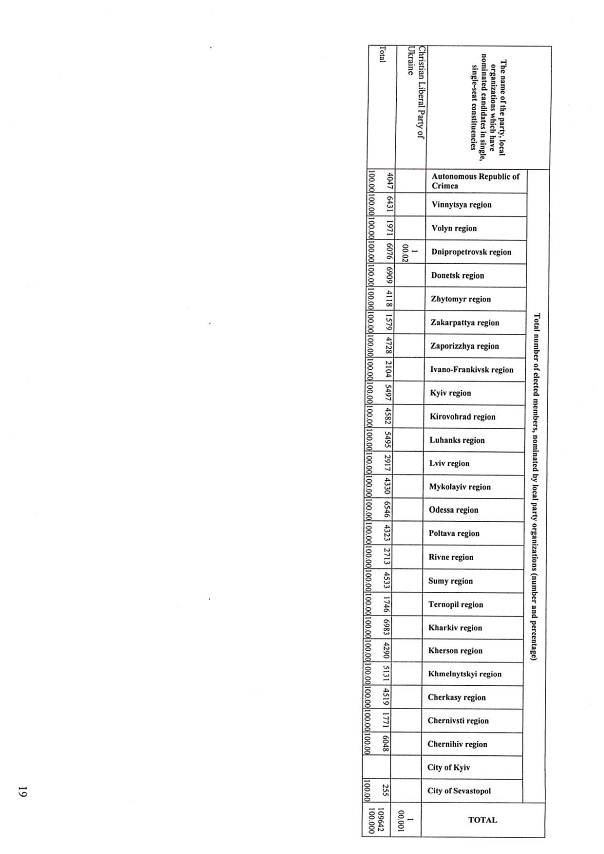 The name of the party, local
organizations which have
nominated candidates in single,
single-seat constituencies
Total number of elected members, nominated by local party organizations (number and percentage)
Autonomous Republic of
Crimea
Vinnytsya region
Volyn region
Dnipropetrovsk region
Donetsk region
Zhytomyr region
Zakarpattya region
Zaporizzhya region
Ivano-Frankivsk region
Kyiv region
Kirovohrad region
Luhanks region
Lviv region
Mykolayiv region
Odessa region
Poltava region
Rivne region
Sumy region
Ternopil region
Kharkiv region
Kherson region
Khmelnytskyi region
Cherkasy region
Chernivsti region
Chernihiv region
City of Kyiv
City of Sevastopol
TOTAL
Christian Liberal Party of
Ukraine
1
00.02
1
00.001
Total
4047 6431 1971 6076 6909 4118 1579 4728 2104 5497 4582 5495 2917 4330 6546 4323 2713 4533 1746 6983 4290 5131 4519 1771 6048 255 109642
100.00 100.00 100.00 100.00 100.00 100.00 100.00 100.00 100.00 100.00 100.00 100.00 100.00 100.00 100.00 100.00 100.00 100.00 100.00 100.00 100.00 100.00 100.00 100.00 100.00 100.00 100.000
19